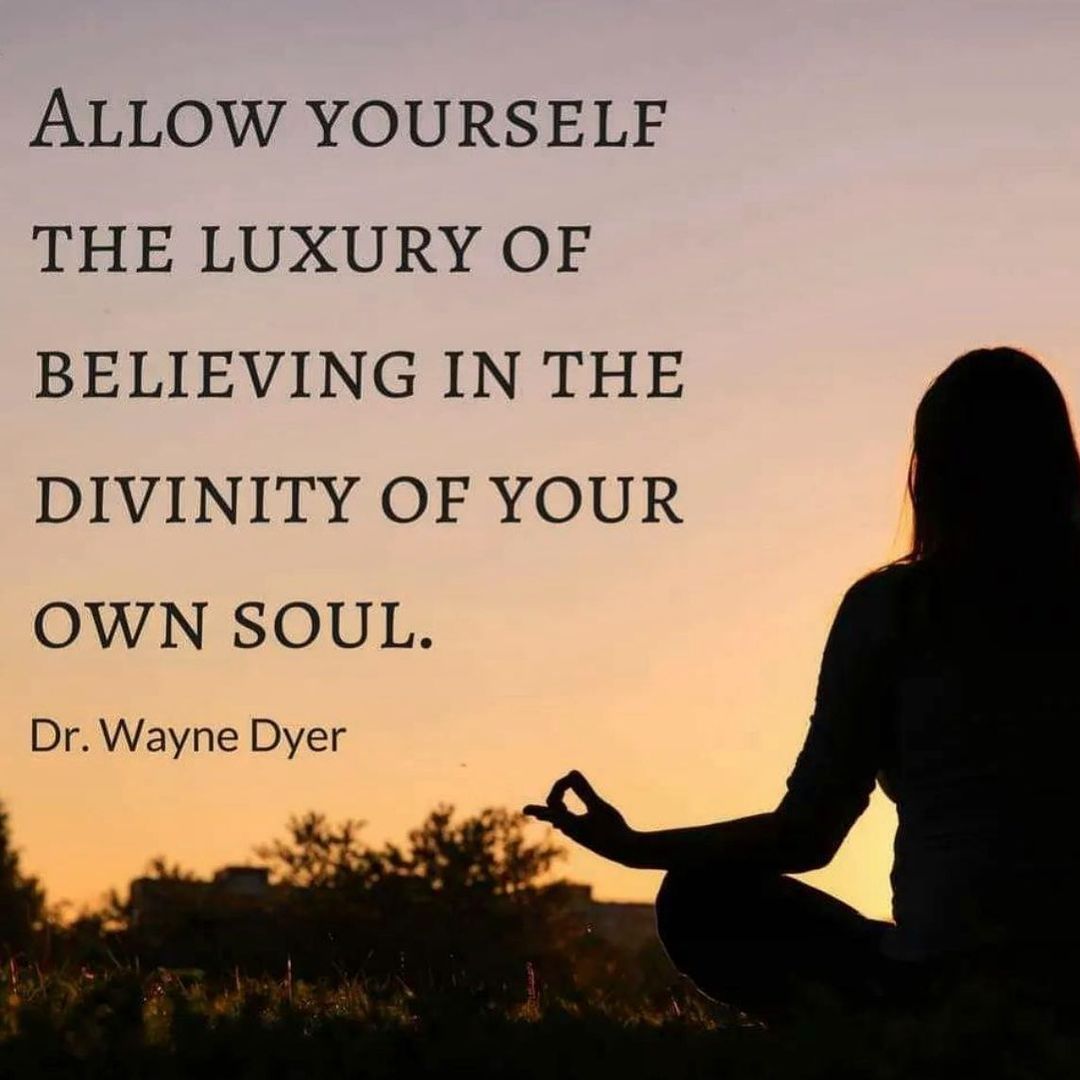 Allow yourself
the luxury of
believing in the
divinity of your
own soul.
Dr. Wayne Dyer